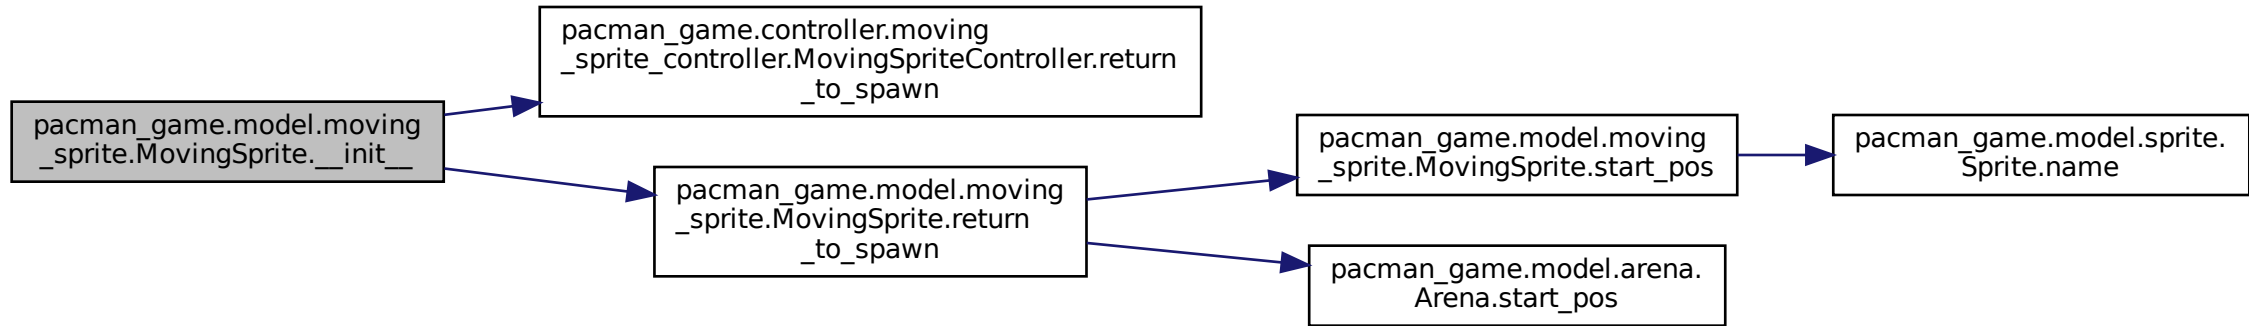 pacman_game.controller.moving
_sprite_controller.MovingSpriteController.return
_to_spawn
pacman_game.model.moving
_sprite.MovingSprite.__init__
pacman_game.model.moving
_sprite.MovingSprite.return
_to_spawn
pacman_game.model.moving
_sprite.MovingSprite.start_pos
pacman_game.model.sprite.
Sprite.name
pacman_game.model.arena.
Arena.start_pos